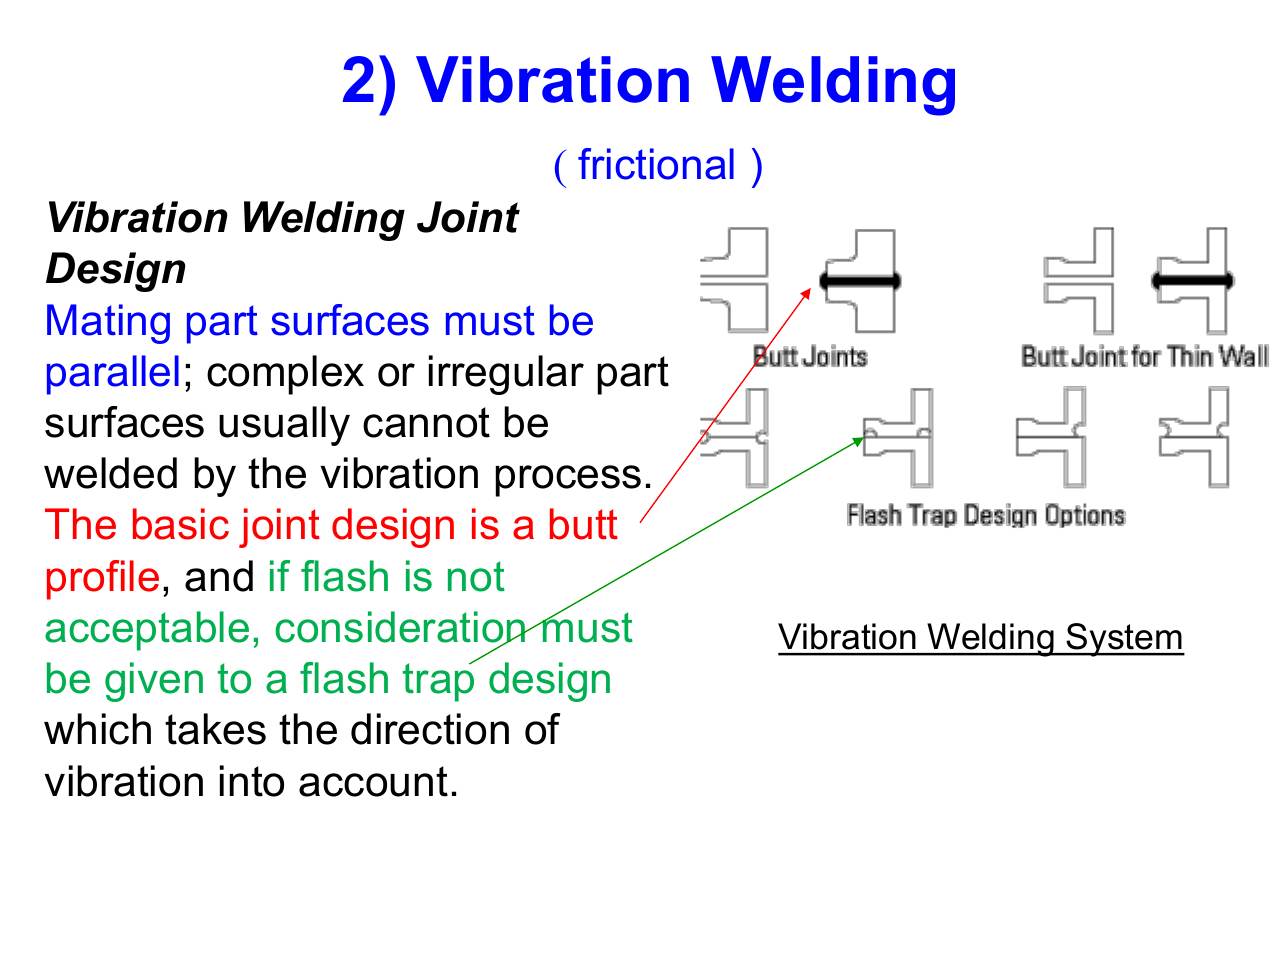 2) Vibration Welding
( frictional )
Vibration Welding Joint
Design
Mating part surfaces must be
parallel; complex or irregular part
surfaces usually cannot be
welded by the vibration process.
The basic joint design is a butt
profile, and if flash is not
acceptable, consideration must
be given to a flash trap design
which takes the direction of
vibration into account.
Butt Joints
Butt Joint for Thin Wall
Flash Trap Design Options
Vibration Welding System